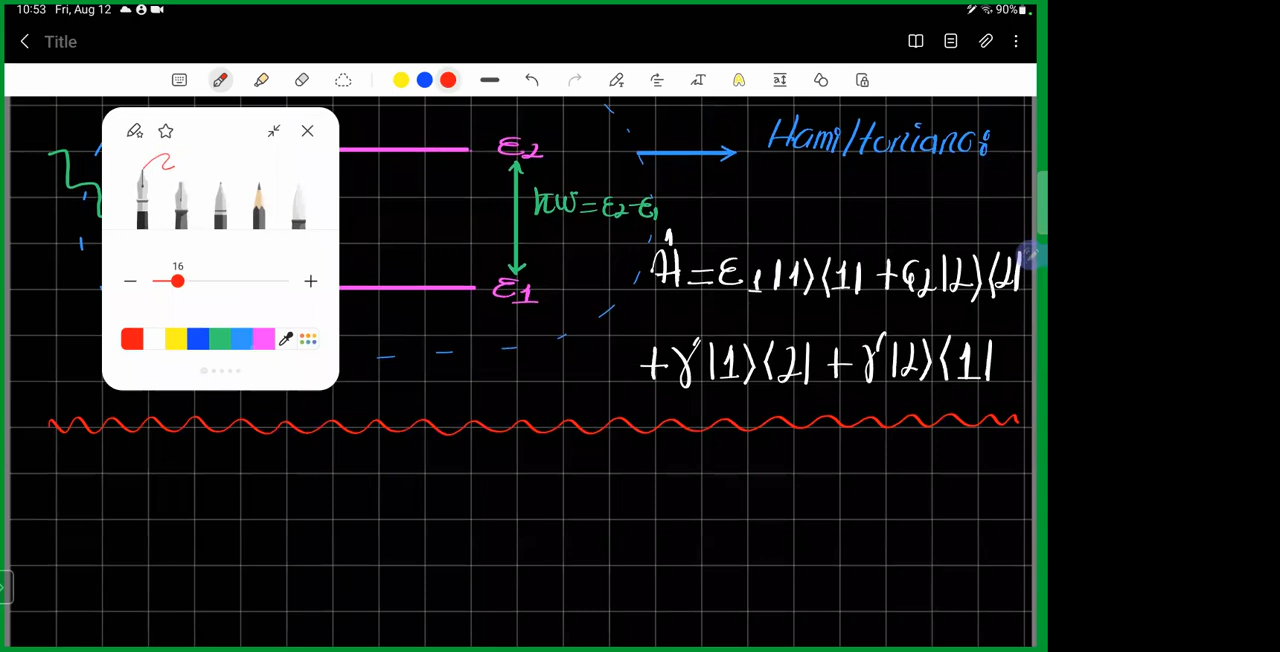 10:53 Fri, Aug 12
90%
Title
16
ε2
ħω=ε2-ε1
ε1
Hamiltoniano:
Ĥ=ε1|1⟩⟨1|+ε2|2⟩⟨2|
+γ|1⟩⟨2|+γ|2⟩⟨1|